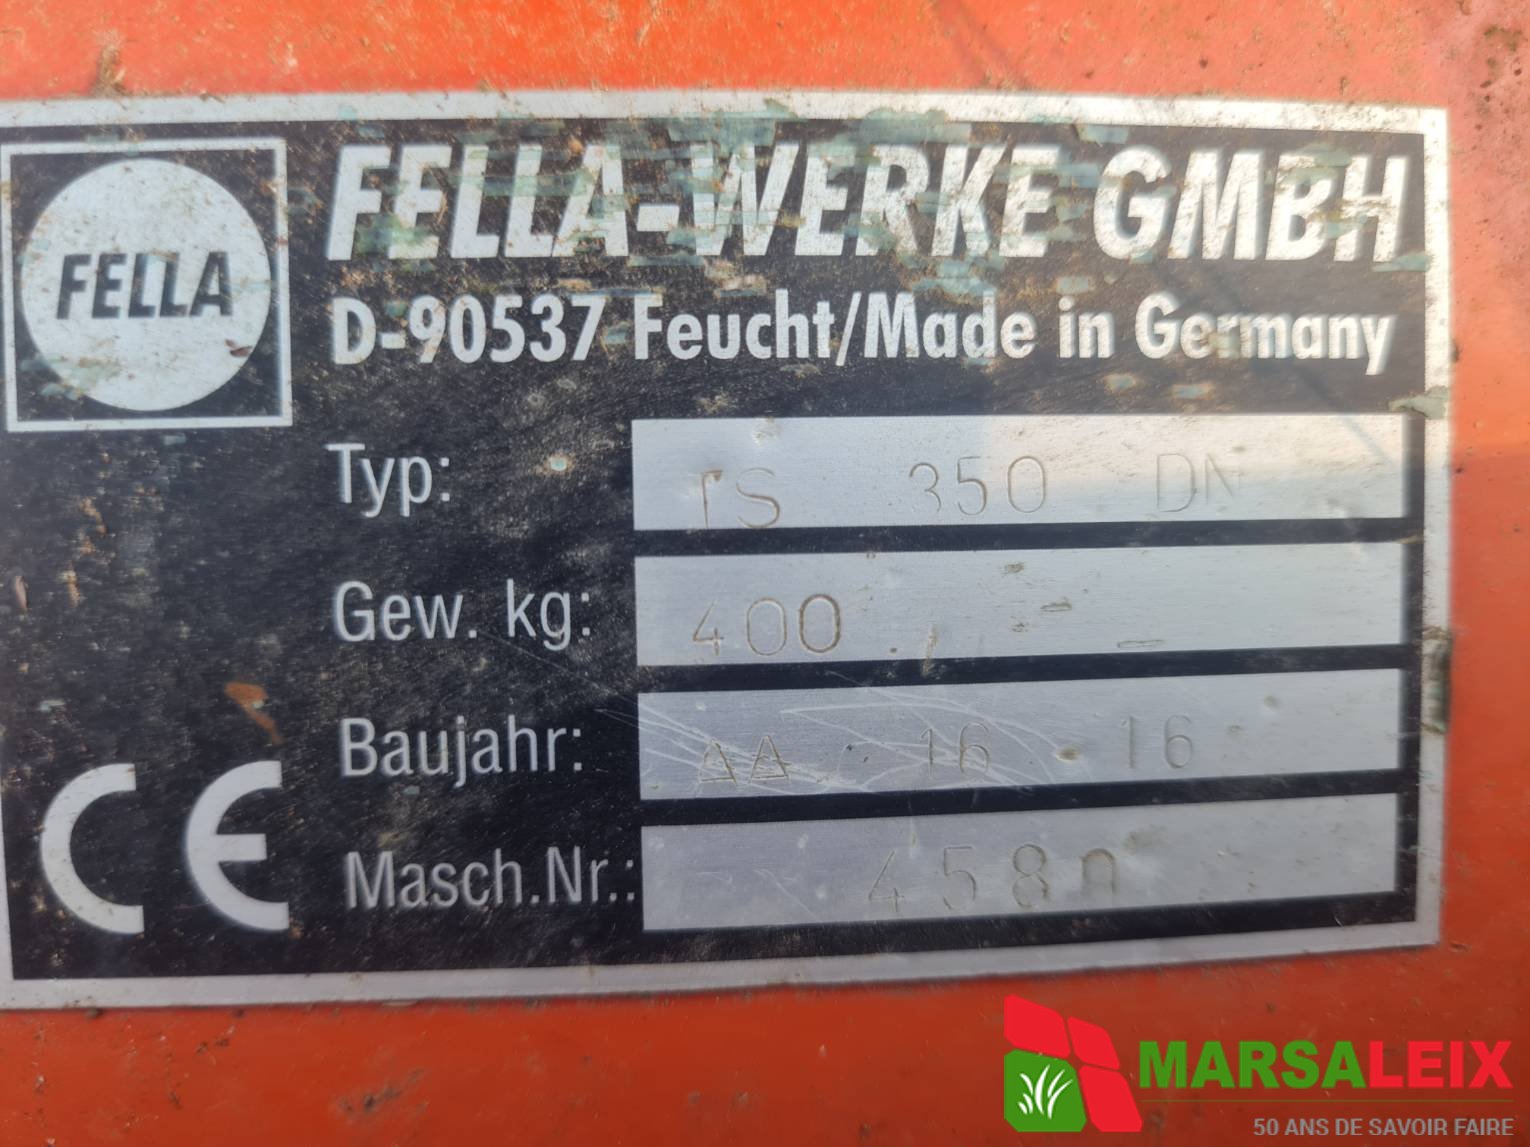 FELLA
FELLA-WERKE GMBH
D-90537 Feucht/Made in Germany
Typ: TS 350 DN
Gew. kg: 400
Baujahr: 16 16
Masch.Nr.: 458
CE
MARSALEIX
50 ANS DE SAVOIR FAIRE